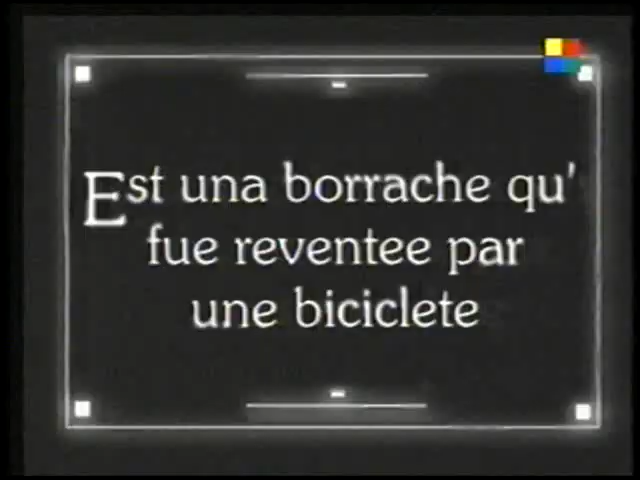 Est una borrache qu'
fue reventee par
une biciclete